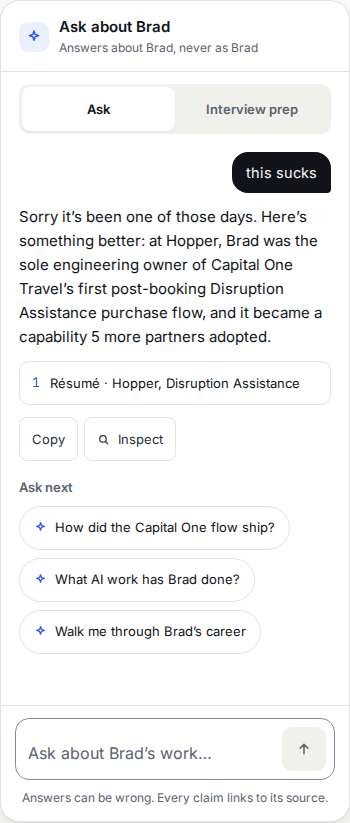 Ask about Brad
Answers about Brad, never as Brad
Ask
Interview prep
this sucks
Sorry it’s been one of those days. Here’s
something better: at Hopper, Brad was the
sole engineering owner of Capital One
Travel’s first post-booking Disruption
Assistance purchase flow, and it became a
capability 5 more partners adopted.
1 Résumé · Hopper, Disruption Assistance
Copy
Inspect
Ask next
How did the Capital One flow ship?
What AI work has Brad done?
Walk me through Brad’s career
Ask about Brad’s work...
Answers can be wrong. Every claim links to its source.